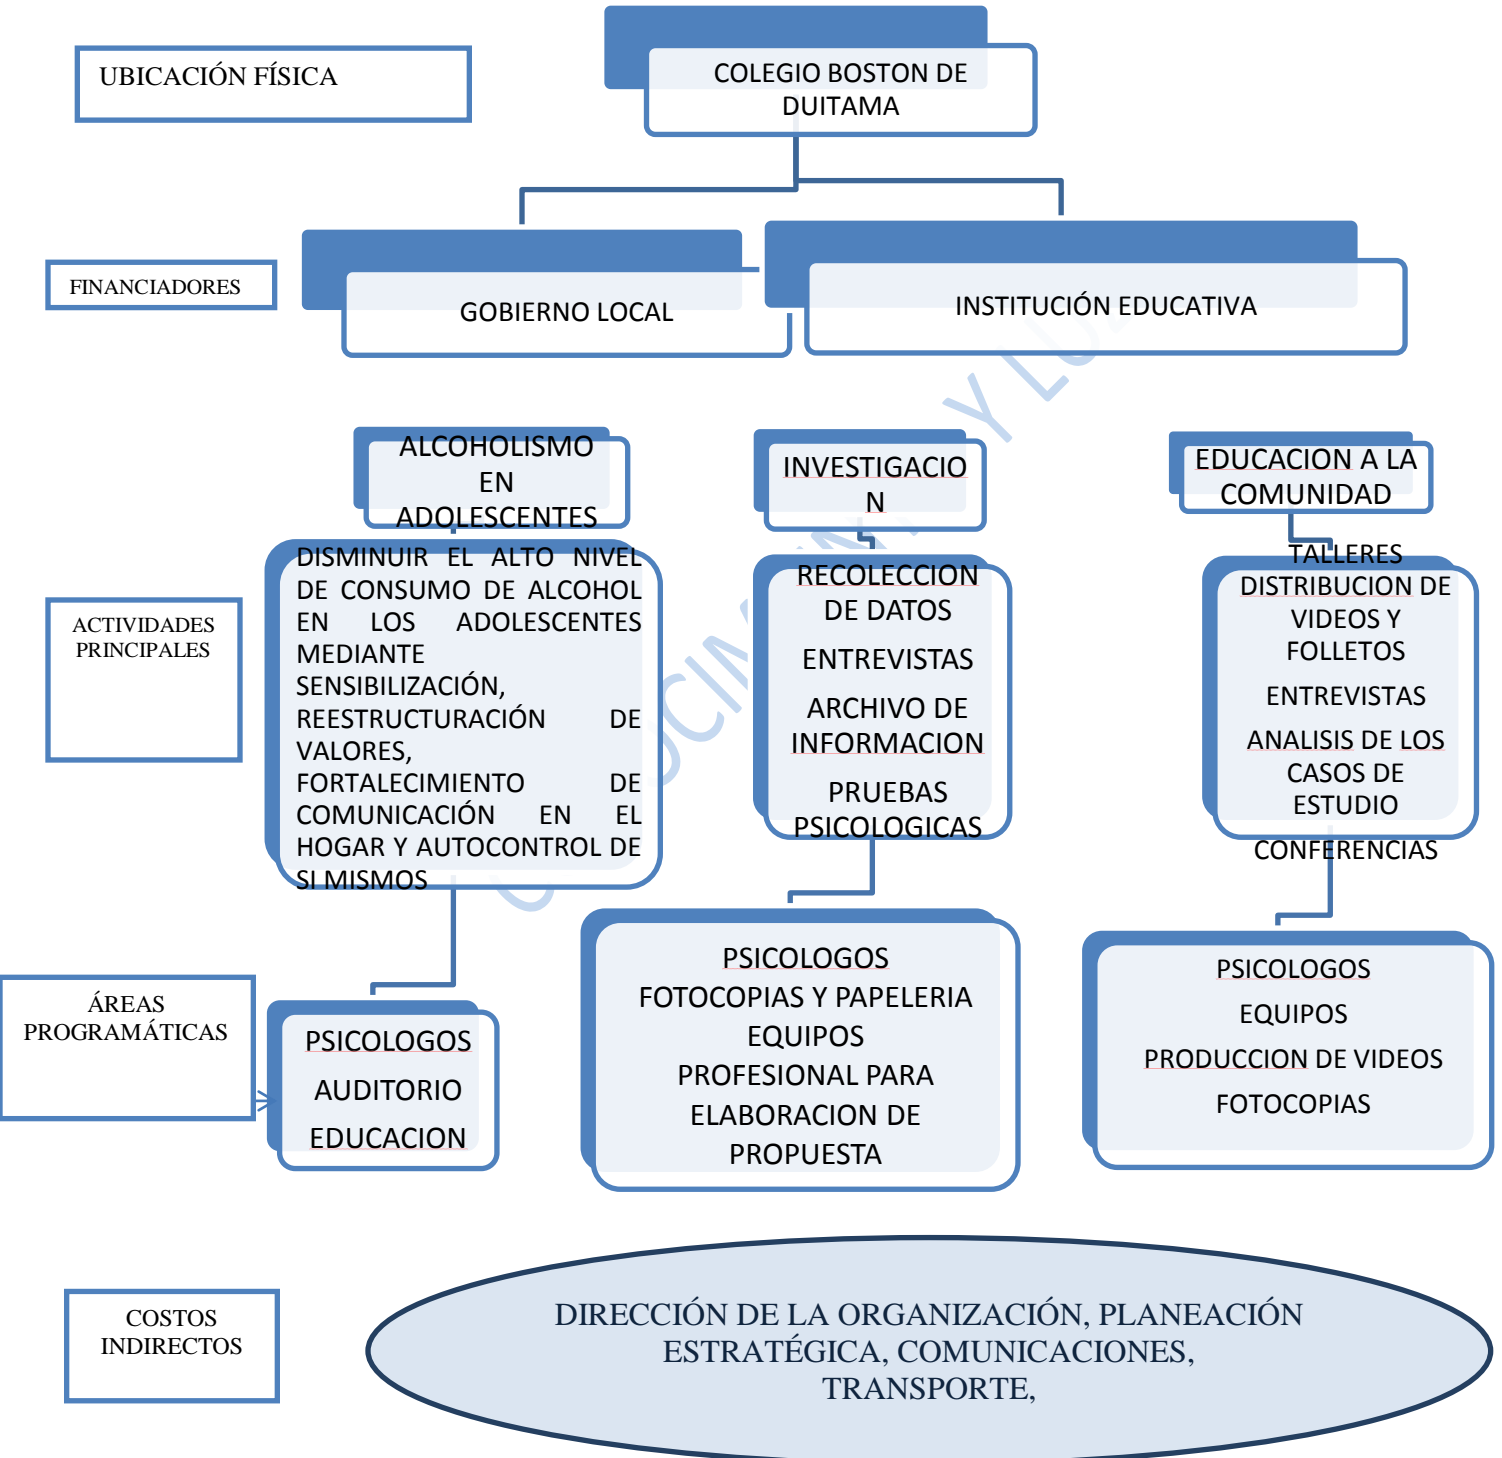 UBICACIÓN FÍSICA
COLEGIO BOSTON DE
DUITAMA
FINANCIADORES
GOBIERNO LOCAL
INSTITUCIÓN EDUCATIVA
Y
ALCOHOLISMO
EN
ADOLESCENTES
INVESTIGACIO
N
EDUCACION A LA
COMUNIDAD
ACTIVIDADES
PRINCIPALES
DISMINUIR EL ALTO NIVEL
DE CONSUMO DE ALCOHOL
EN LOS ADOLESCENTES
MEDIANTE
SENSIBILIZACIÓN,
REESTRUCTURACIÓN DE
VALORES,
FORTALECIMIENTO DE
COMUNICACIÓN EN EL
HOGAR Y AUTOCONTROL DE
SI MISMOS
RECOLECCION
DE DATOS
ENTREVISTAS
ARCHIVO DE
INFORMACION
PRUEBAS
PSICOLOGICAS
TALLERES
DISTRIBUCION DE
VIDEOS Y
FOLLETOS
ENTREVISTAS
ANALISIS DE LOS
CASOS DE
ESTUDIO
CONFERENCIAS
ÁREAS
PROGRAMÁTICAS
PSICOLOGOS
AUDITORIO
EDUCACION
PSICOLOGOS
FOTOCOPIAS Y PAPELERIA
EQUIPOS
PROFESIONAL PARA
ELABORACION DE
PROPUESTA
PSICOLOGOS
EQUIPOS
PRODUCCION DE VIDEOS
FOTOCOPIAS
COSTOS
INDIRECTOS
DIRECCIÓN DE LA ORGANIZACIÓN, PLANEACIÓN
ESTRATÉGICA, COMUNICACIONES,
TRANSPORTE,